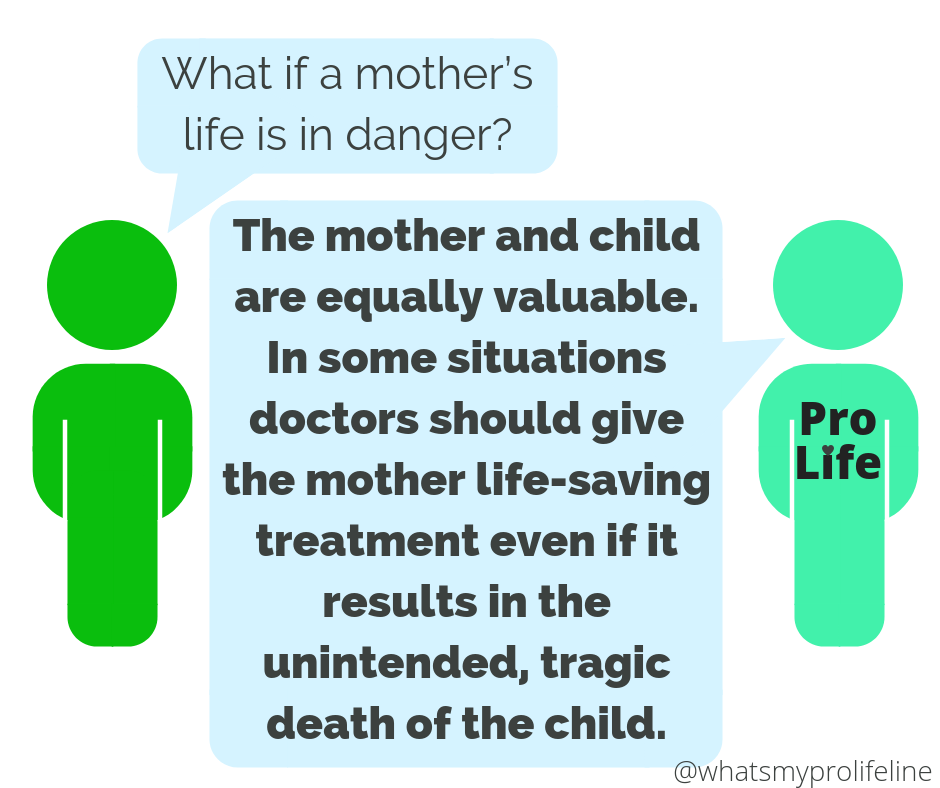 What if a mother’s
life is in danger?
The mother and child
are equally valuable.
In some situations
doctors should give
the mother life-saving
treatment even if it
results in the
unintended, tragic
death of the child.
Pro
Life
@whatsmyprolifeline